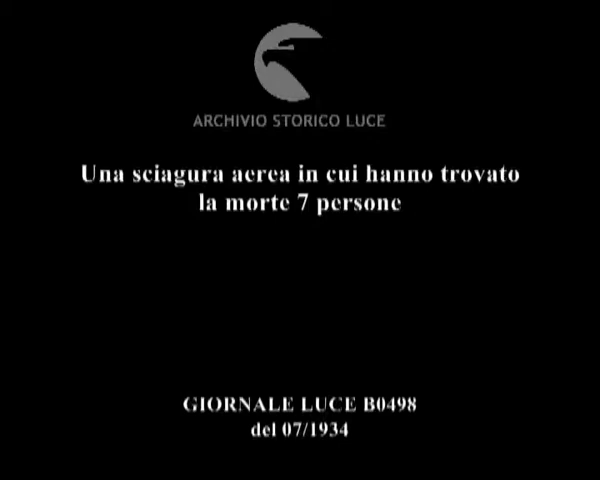 ARCHIVIO STORICO LUCE
Una sciagura aerea in cui hanno trovato
la morte 7 persone
GIORNALE LUCE B0498
del 07/1934